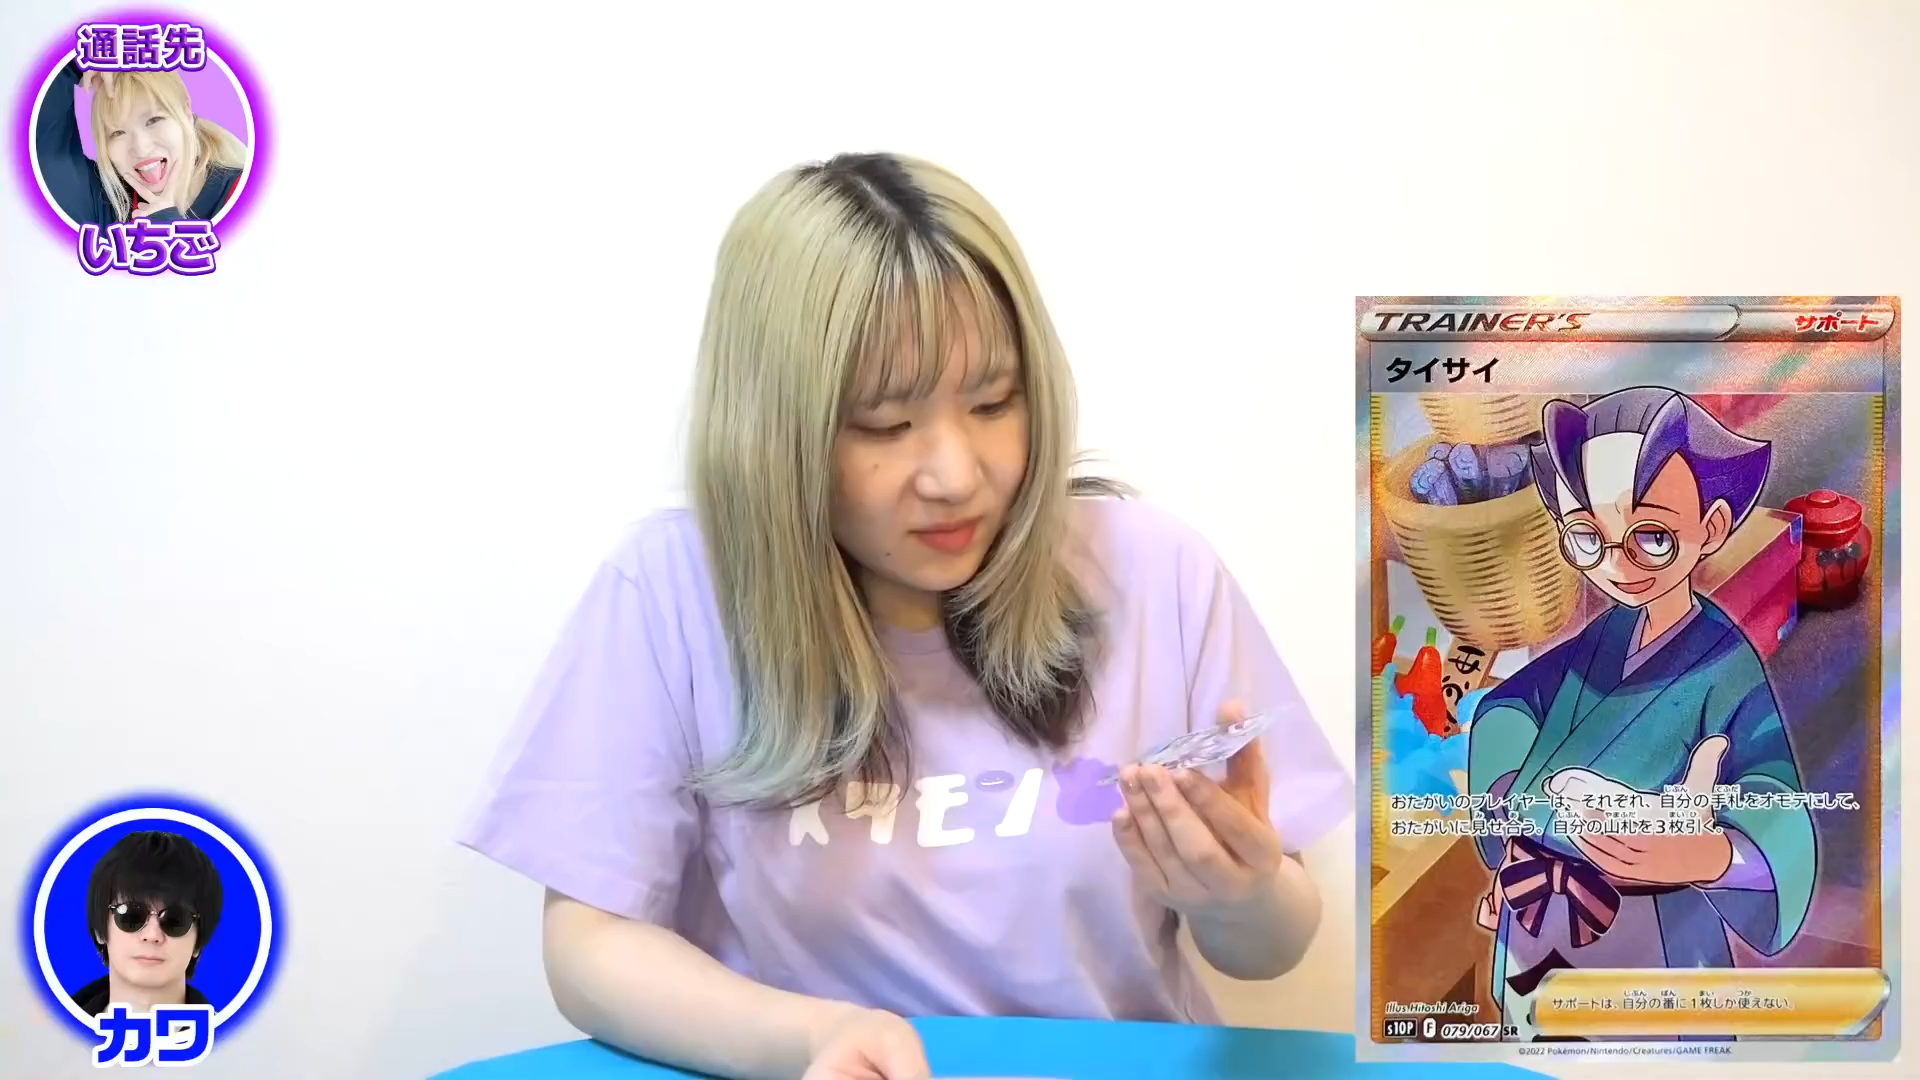 通話先
いちご
TRAINER'S
サポート
タイサイ
おたがいのプレイヤーは、それぞれ、自分の手札をオモテにして、
おたがいに見せ合う。自分の山札を3枚引く。
サポートは、自分の番に1枚しか使えない。
Illus. Hitoshi Ariga
s10P F 079/067 SR
©2022 Pokémon/Nintendo/Creatures/GAME FREAK
カワ